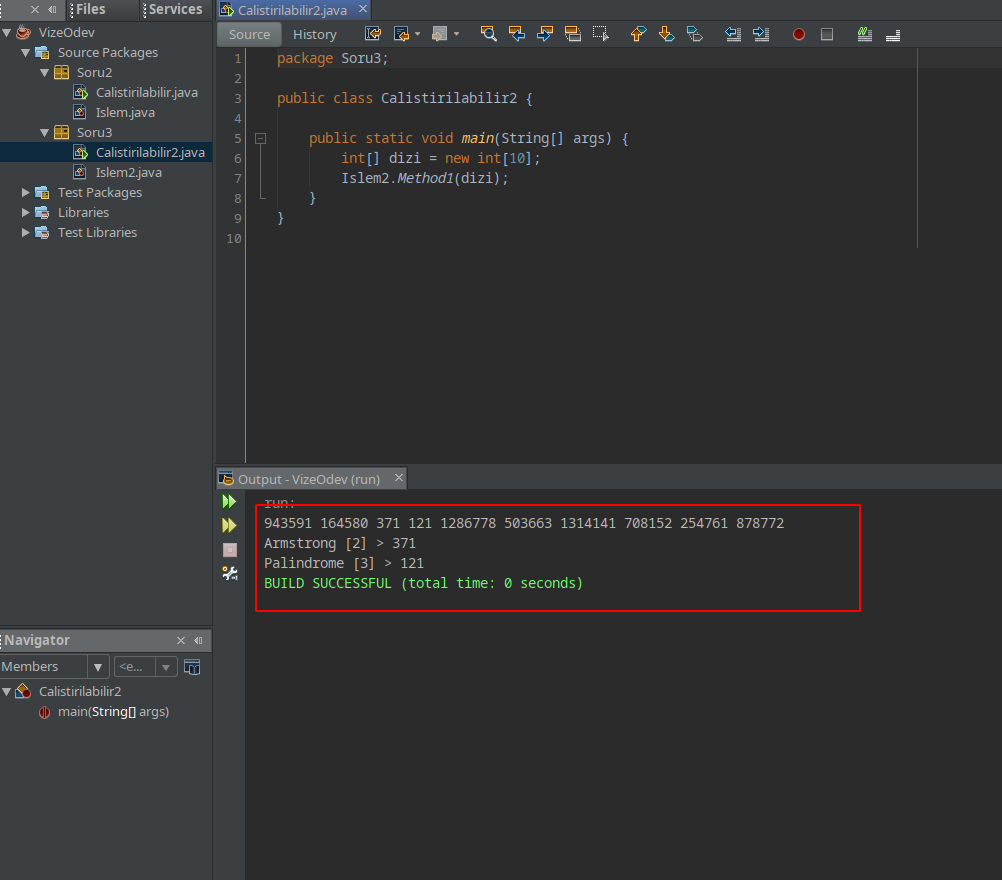 Files
Services
VizeOdev
Source Packages
Soru2
Calistirilabilir.java
Islem.java
Soru3
Calistirilabilir2.java
Islem2.java
Test Packages
Libraries
Test Libraries
Navigator
Members
<e...
Calistirilabilir2
main(String[] args)
Calistirilabilir2.java
Source History
1 package Soru3;
2
3 public class Calistirilabilir2 {
4
5 public static void main(String[] args) {
6 int[] dizi = new int[10];
7 Islem2.Method1(dizi);
8 }
9 }
10
Output - VizeOdev (run)
run:
943591 164580 371 121 1286778 503663 1314141 708152 254761 878772
Armstrong [2] > 371
Palindrome [3] > 121
BUILD SUCCESSFUL (total time: 0 seconds)